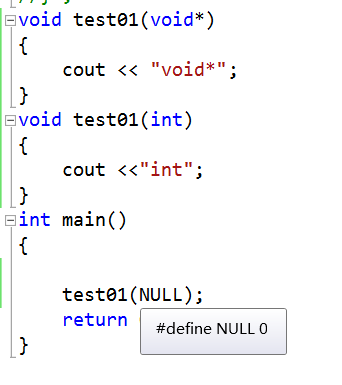 void test01(void*)
{
cout << "void*";
}
void test01(int)
{
cout <<"int";
}
int main()
{
test01(NULL);
return
#define NULL 0
}